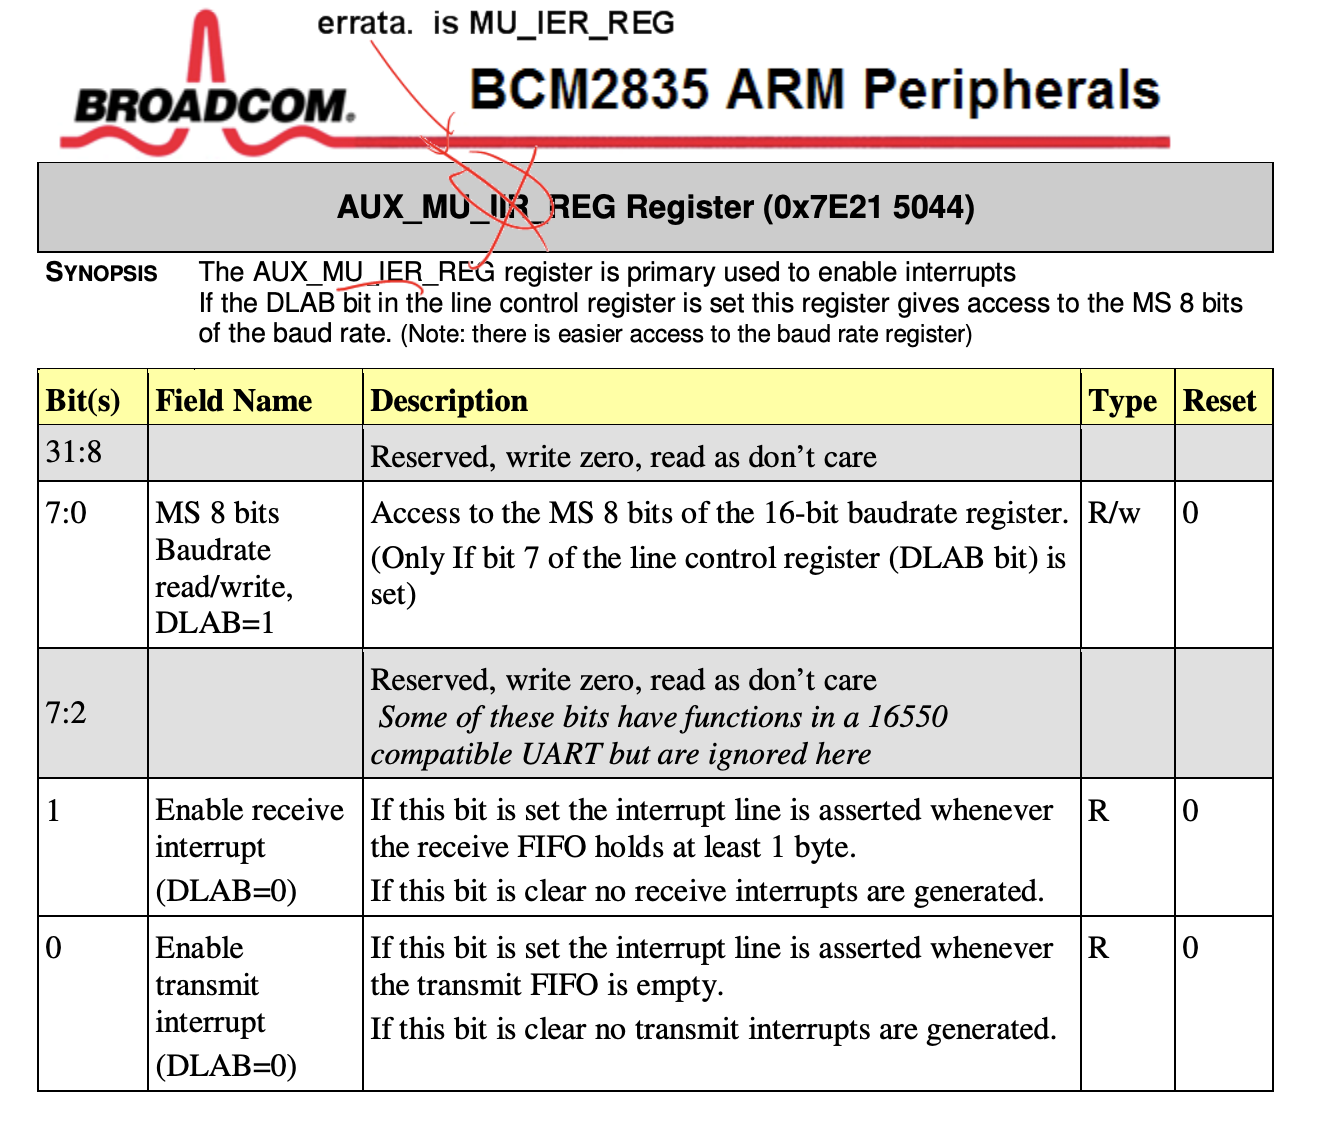 errata. is MU_IER_REG
BROADCOM.
BCM2835 ARM Peripherals
AUX_MU_IIR_REG Register (0x7E21 5044)
SYNOPSIS The AUX_MU_IER_REG register is primary used to enable interrupts
If the DLAB bit in the line control register is set this register gives access to the MS 8 bits
of the baud rate. (Note: there is easier access to the baud rate register)
Bit(s) Field Name Description Type Reset
31:8 Reserved, write zero, read as don’t care
7:0 MS 8 bits Access to the MS 8 bits of the 16-bit baudrate register. R/w 0
Baudrate (Only If bit 7 of the line control register (DLAB bit) is
read/write, set)
DLAB=1
Reserved, write zero, read as don’t care
7:2 Some of these bits have functions in a 16550
compatible UART but are ignored here
1 Enable receive If this bit is set the interrupt line is asserted whenever R 0
interrupt the receive FIFO holds at least 1 byte.
(DLAB=0) If this bit is clear no receive interrupts are generated.
0 Enable If this bit is set the interrupt line is asserted whenever R 0
transmit the transmit FIFO is empty.
interrupt If this bit is clear no transmit interrupts are generated.
(DLAB=0)